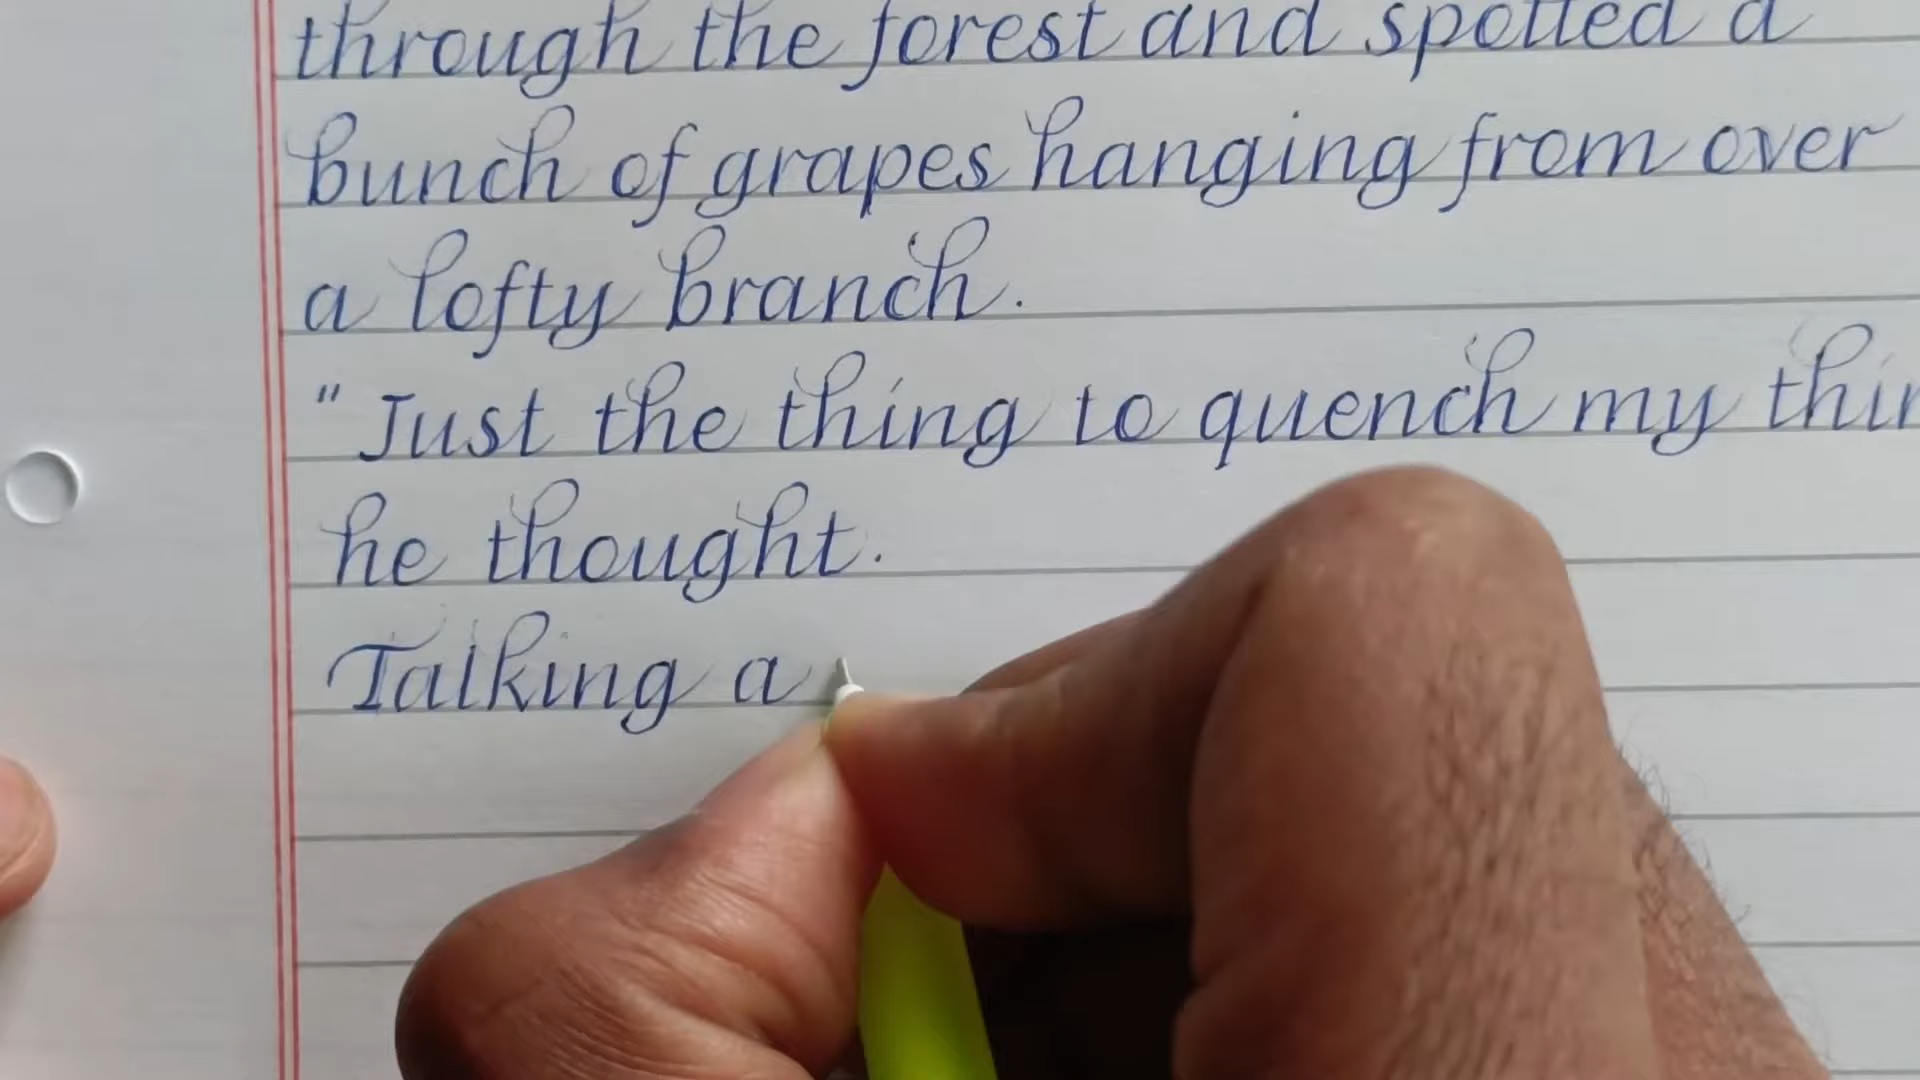 through the forest and spotted a
bunch of grapes hanging from over
a lofty branch.
"Just the thing to quench my
he thought.
Talking a